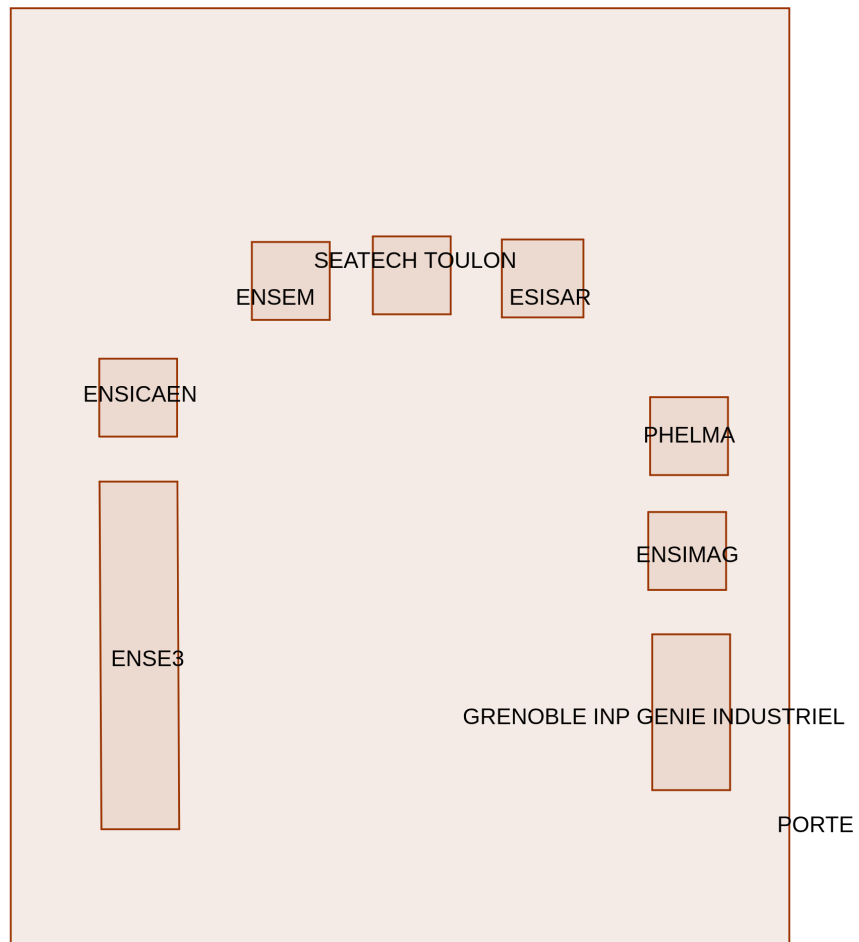 SEATECH TOULON
ENSEM
ESISAR
ENSICAEN
PHELMA
ENSIMAG
ENSE3
GRENOBLE INP GENIE INDUSTRIEL
PORTE